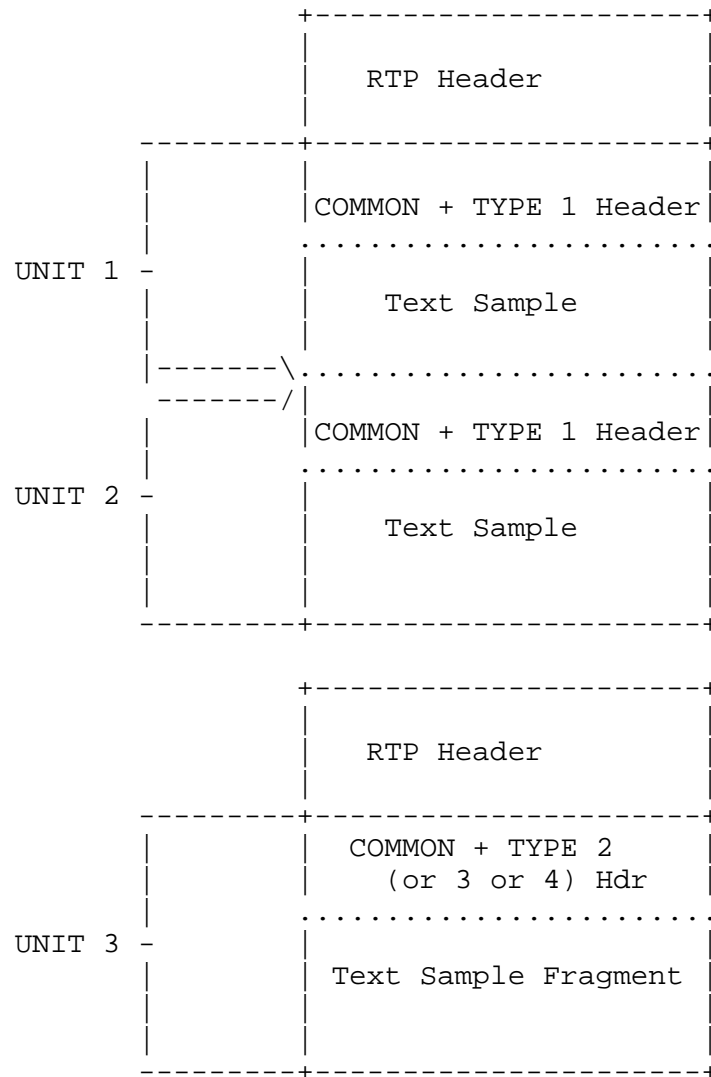 RTP Header
COMMON + TYPE 1 Header
UNIT 1
Text Sample
COMMON + TYPE 1 Header
UNIT 2
Text Sample
RTP Header
COMMON + TYPE 2
(or 3 or 4) Hdr
UNIT 3
Text Sample Fragment